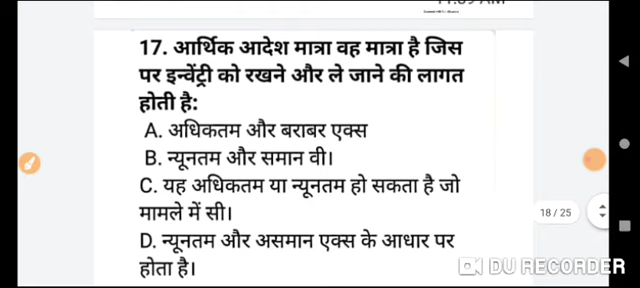 17. आर्थिक आदेश मात्रा वह मात्रा है जिस
पर इन्वेंट्री को रखने और ले जाने की लागत
होती है:
A. अधिकतम और बराबर एक्स
B. न्यूनतम और समान वी।
C. यह अधिकतम या न्यूनतम हो सकता है जो
मामले में सी।
18 / 25
D. न्यूनतम और असमान एक्स के आधार पर
होता है।
DU RECORDER